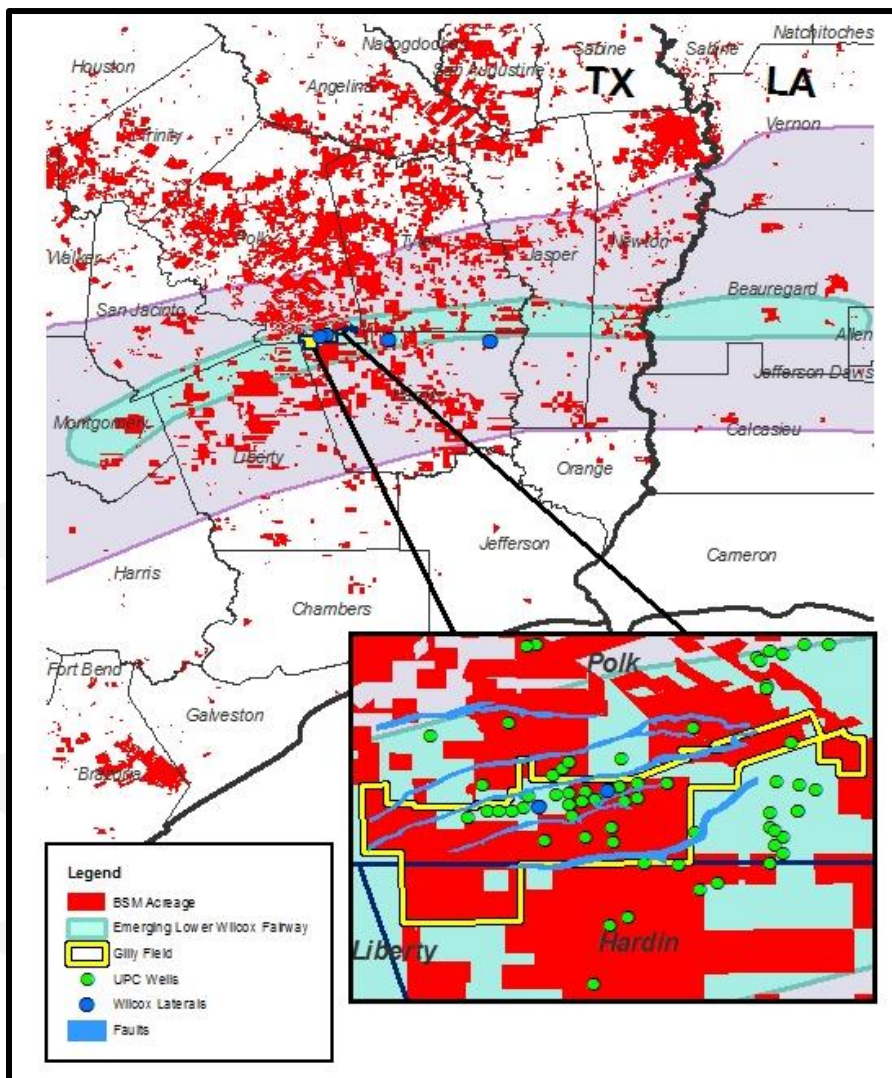 Natchitoches
Nacogdoches
Sabine
Sabine
Houston
San Augustine
TX
LA
Angelina
Vernon
Trinity
Polk
Tyler
Walker
Jasper
Newton
San Jacinto
Beauregard
Allen
Jefferson Davis
Montgomery
Calcasieu
Liberty
Orange
Jefferson
Cameron
Harris
Chambers
Fort Bend
Polk
Galveston
Brazoria
Legend
BSM Acreage
Emerging Lower Wilcox Fairway
Gilly Field
UPC Wells
Wilcox Laterals
Faults
Liberty
Hardin